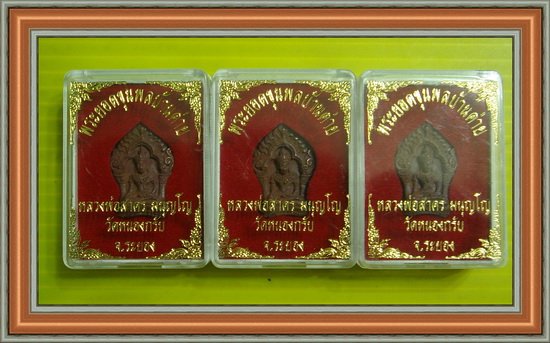 พระยอดขุนพลบ้านค่าย
หลวงพ่อสาคร มนุญโญ
วัดหนองกรับ
จ.ระยอง
พระยอดขุนพลบ้านค่าย
หลวงพ่อสาคร มนุญโญ
วัดหนองกรับ
จ.ระยอง
พระยอดขุนพลบ้านค่าย
หลวงพ่อสาคร มนุญโญ
วัดหนองกรับ
จ.ระยอง